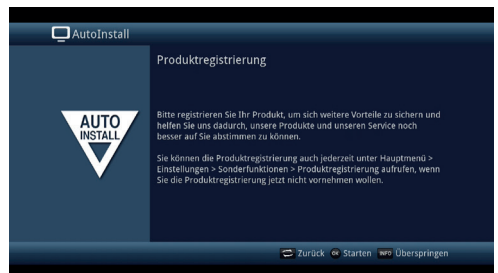 AutoInstall
Produktregistrierung
AUTO
INSTALL
Bitte registrieren Sie Ihr Produkt, um sich weitere Vorteile zu sichern und
helfen Sie uns dadurch, unsere Produkte und unseren Service noch
besser auf Sie abstimmen zu können.
Sie können die Produktregistrierung auch jederzeit unter Hauptmenü >
Einstellungen > Sonderfunktionen > Produktregistrierung aufrufen, wenn
Sie die Produktregistrierung jetzt nicht vornehmen wollen.
Zurück OK Starten INFO Überspringen